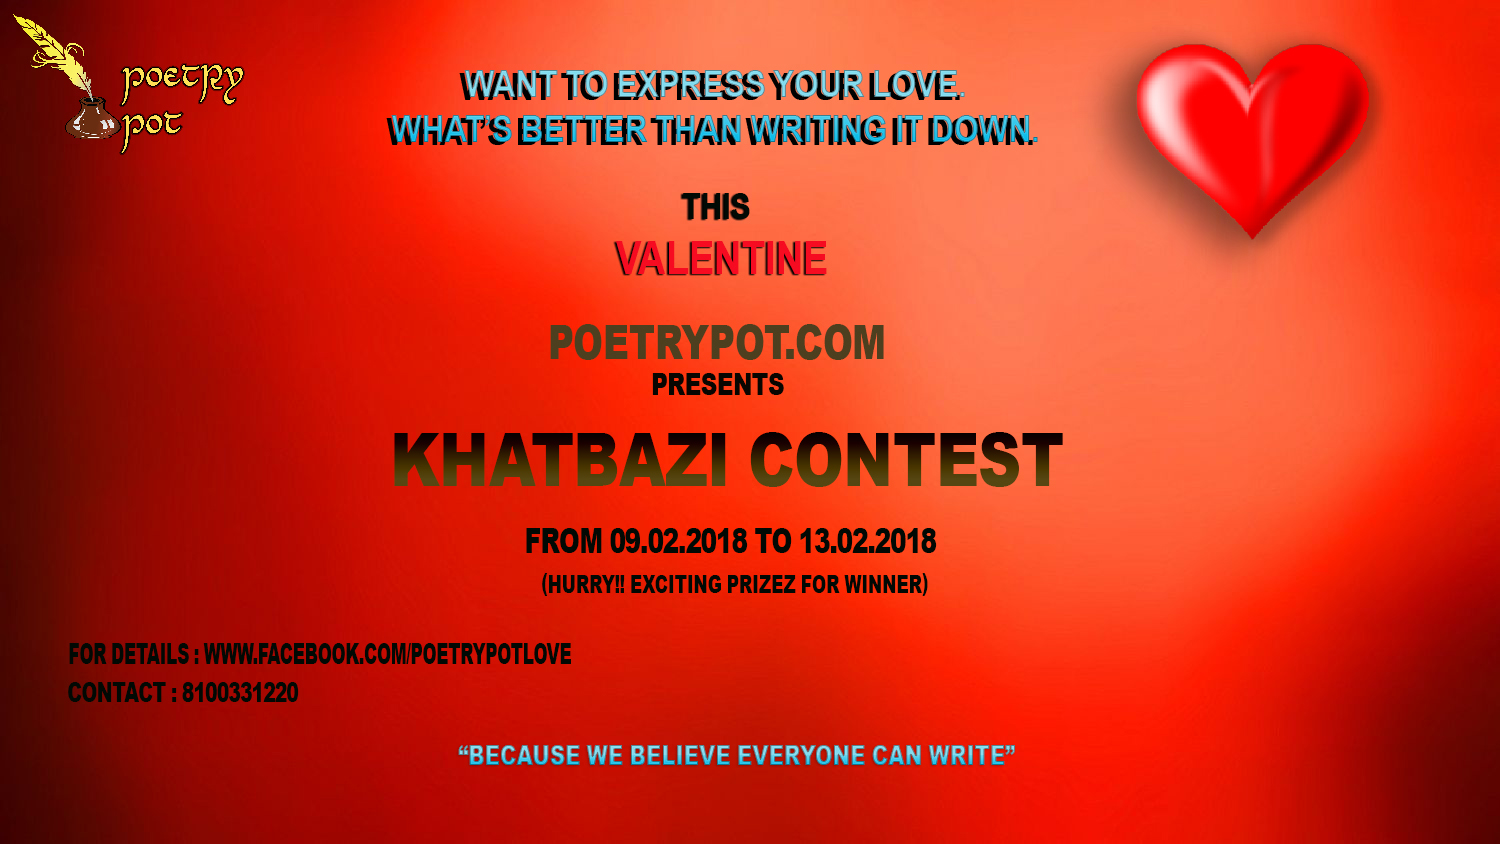 poetry
pot
WANT TO EXPRESS YOUR LOVE.
WHAT'S BETTER THAN WRITING IT DOWN.
THIS
VALENTINE
POETRYPOT.COM
PRESENTS
KHATBAZI CONTEST
FROM 09.02.2018 TO 13.02.2018
(HURRY!! EXCITING PRIZEZ FOR WINNER)
FOR DETAILS : WWW.FACEBOOK.COM/POETRYPOTLOVE
CONTACT : 8100331220
“BECAUSE WE BELIEVE EVERYONE CAN WRITE”